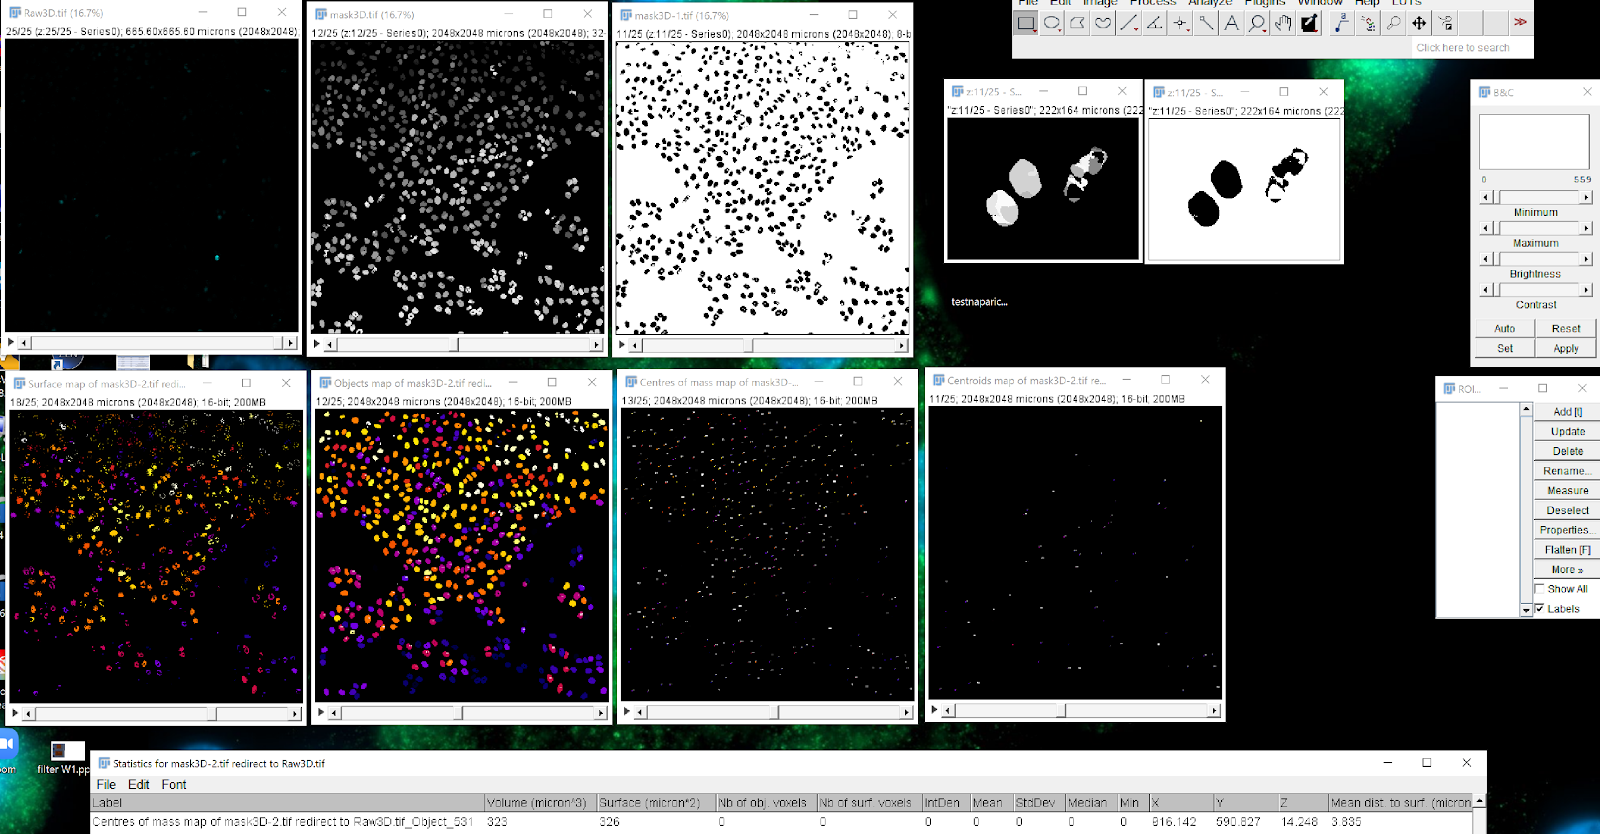 Raw3D.tif (16.7%)
25/25 (z:25/25 - Series0); 665.60x665.60 microns (2048x2048);
mask3D.tif (16.7%)
12/25 (z:12/25 - Series0); 2048x2048 microns (2048x2048); 32-
mask3D-1.tif (16.7%)
11/25 (z:11/25 - Series0); 2048x2048 microns (2048x2048); 8-b
File Edit Image Process Analyze Plugins Window Help LUTs
Click here to search
z:11/25 - S...
"z:11/25 - Series0"; 222x164 microns (222
z:11/25 - S...
"z:11/25 - Series0"; 222x164 microns (222
B&C
0 559
Minimum
Maximum
Brightness
Contrast
Auto Reset
Set Apply
testnaparic...
Surface map of mask3D-2.tif redi...
18/25; 2048x2048 microns (2048x2048); 16-bit; 200MB
Objects map of mask3D-2.tif redi...
12/25; 2048x2048 microns (2048x2048); 16-bit; 200MB
Centres of mass map of mask3D-...
13/25; 2048x2048 microns (2048x2048); 16-bit; 200MB
Centroids map of mask3D-2.tif re...
11/25; 2048x2048 microns (2048x2048); 16-bit, 200MB
ROI...
Add [t]
Update
Delete
Rename...
Measure
Deselect
Properties...
Flatten [F]
More »
Show All
Labels
oom
filter W1.pp
Statistics for mask3D-2.tif redirect to Raw3D.tif
File Edit Font
Label Volume (micron^3) Surface (micron^2) Nb of obj. voxels Nb of surf. voxels IntDen Mean StdDev Median Min X Y Z Mean dist. to surf. (micron
Centres of mass map of mask3D-2.tif redirect to Raw3D.tif_Object_531 323 326 0 0 0 0 0 0 0 816.142 590.827 14.248 3.835